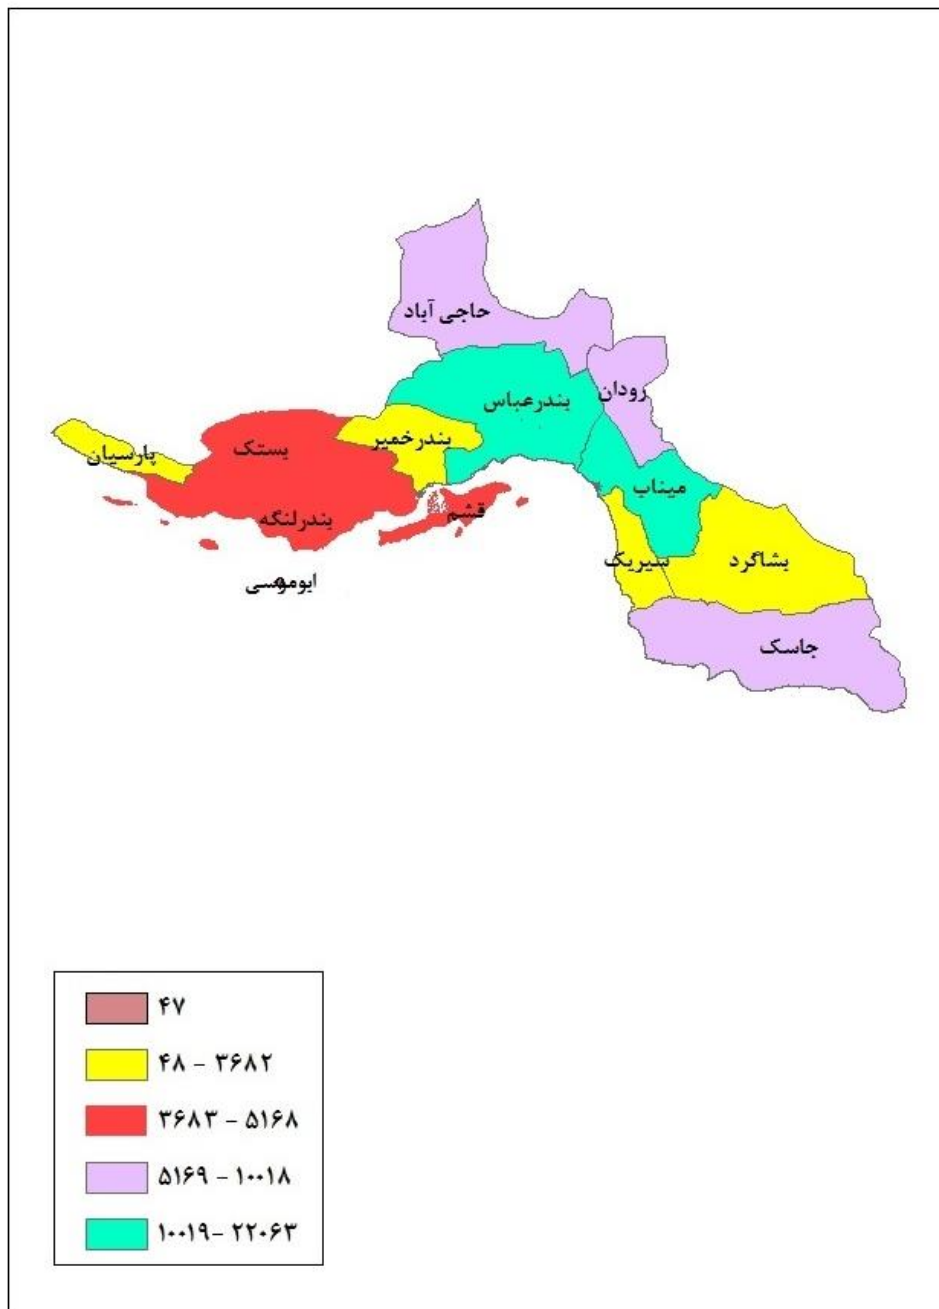 حاجی آباد
رودان
بندرعباس
بندرخمیر
بستک
پارسیان
میناب
قشم
بندرلنگه
سیریک
بشاگرد
ابوموسی
جاسک
۴۷
۴۸ - ۳۶۸۲
۳۶۸۳ - ۵۱۶۸
۵۱۶۹ - ۱۰۰۱۸
۱۰۰۱۹- ۲۲۰۶۳